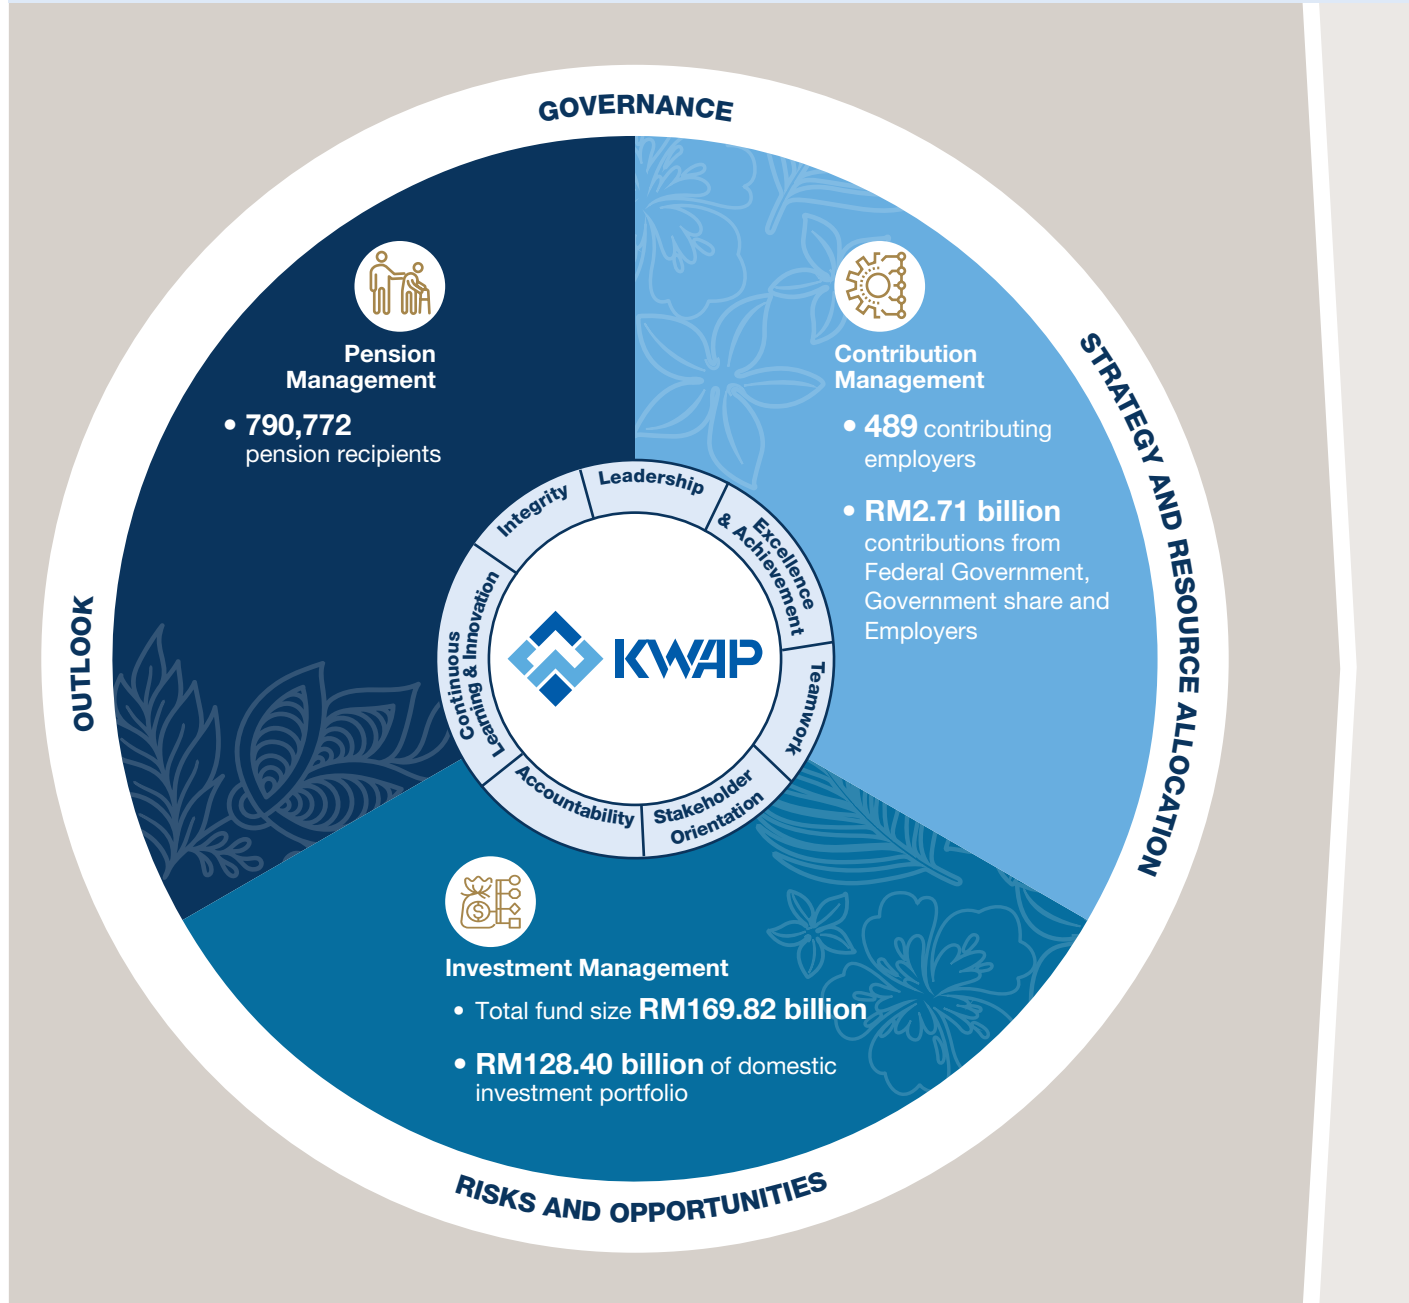 GOVERNANCE
Pension
Management
• 790,772
pension recipients
Contribution
Management
• 489 contributing
employers
• RM2.71 billion
contributions from
Federal Government,
Government share and
Employers
STRATEGY AND RESOURCE ALLOCATION
OUTLOOK
Integrity
Leadership
Excellence
& Achievement
Teamwork
Stakeholder
Orientation
Accountability
Continuous
Learning & Innovation
KWAP
Investment Management
• Total fund size RM169.82 billion
• RM128.40 billion of domestic
investment portfolio
RISKS AND OPPORTUNITIES